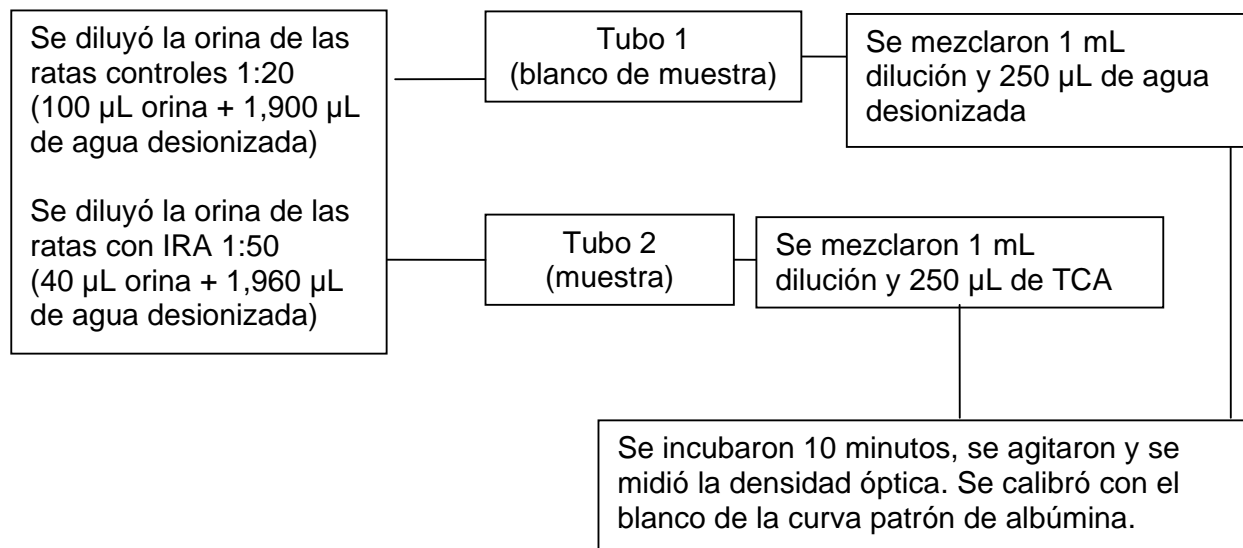 Se diluyó la orina de las
ratas controles 1:20
(100 µL orina + 1,900 µL
de agua desionizada)
Se diluyó la orina de las
ratas con IRA 1:50
(40 µL orina + 1,960 µL
de agua desionizada)
Tubo 1
(blanco de muestra)
Se mezclaron 1 mL
dilución y 250 µL de agua
desionizada
Tubo 2
(muestra)
Se mezclaron 1 mL
dilución y 250 µL de TCA
Se incubaron 10 minutos, se agitaron y se
midió la densidad óptica. Se calibró con el
blanco de la curva patrón de albúmina.